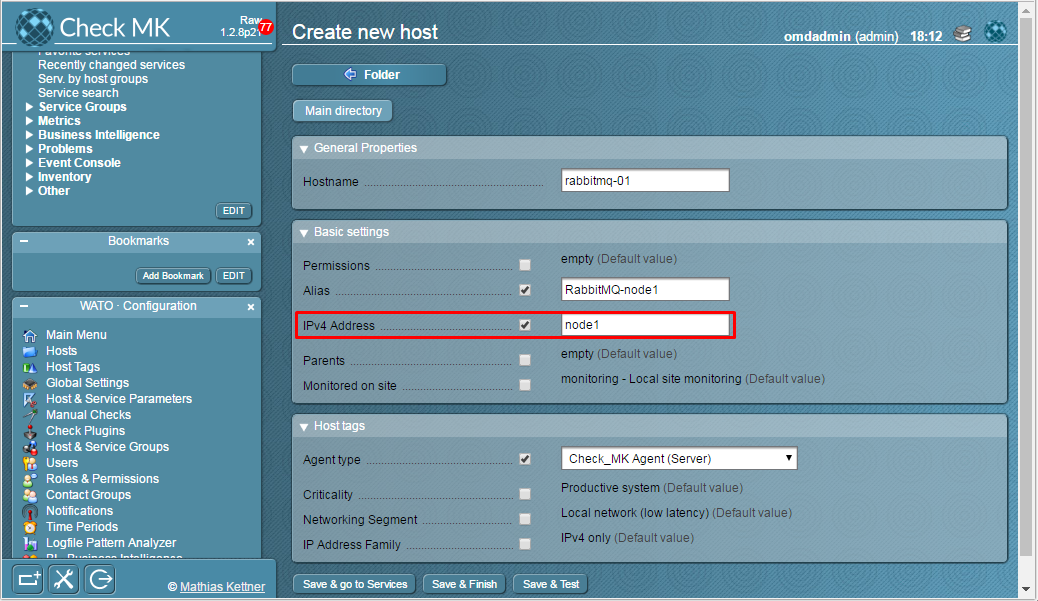 Check MK
Raw
1.2.8p21
77
Create new host
omdadmin (admin) 18:12
Favorite services
Recently changed services
Serv. by host groups
Service search
Service Groups
Metrics
Business Intelligence
Problems
Event Console
Inventory
Other
EDIT
Bookmarks
Add Bookmark EDIT
WATO · Configuration
Main Menu
Hosts
Host Tags
Global Settings
Host & Service Parameters
Manual Checks
Check Plugins
Host & Service Groups
Users
Roles & Permissions
Contact Groups
Notifications
Time Periods
Logfile Pattern Analyzer
BI - Business Intelligence
© Mathias Kettner
Folder
Main directory
General Properties
Hostname rabbitmq-01
Basic settings
Permissions empty (Default value)
Alias RabbitMQ-node1
IPv4 Address node1
Parents empty (Default value)
Monitored on site monitoring - Local site monitoring (Default value)
Host tags
Agent type Check_MK Agent (Server)
Criticality Productive system (Default value)
Networking Segment Local network (low latency) (Default value)
IP Address Family IPv4 only (Default value)
Save & go to Services Save & Finish Save & Test